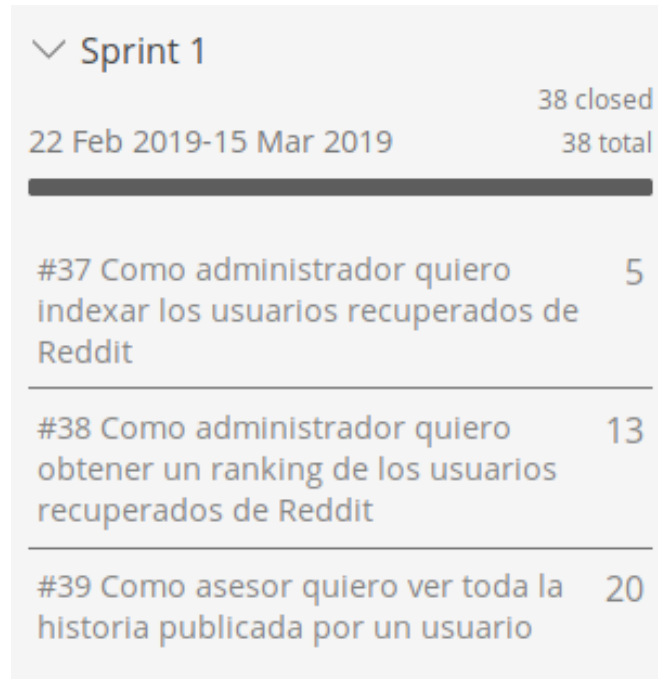 Sprint 1
38 closed
22 Feb 2019-15 Mar 2019 38 total
#37 Como administrador quiero 5
indexar los usuarios recuperados de
Reddit
#38 Como administrador quiero 13
obtener un ranking de los usuarios
recuperados de Reddit
#39 Como asesor quiero ver toda la 20
historia publicada por un usuario